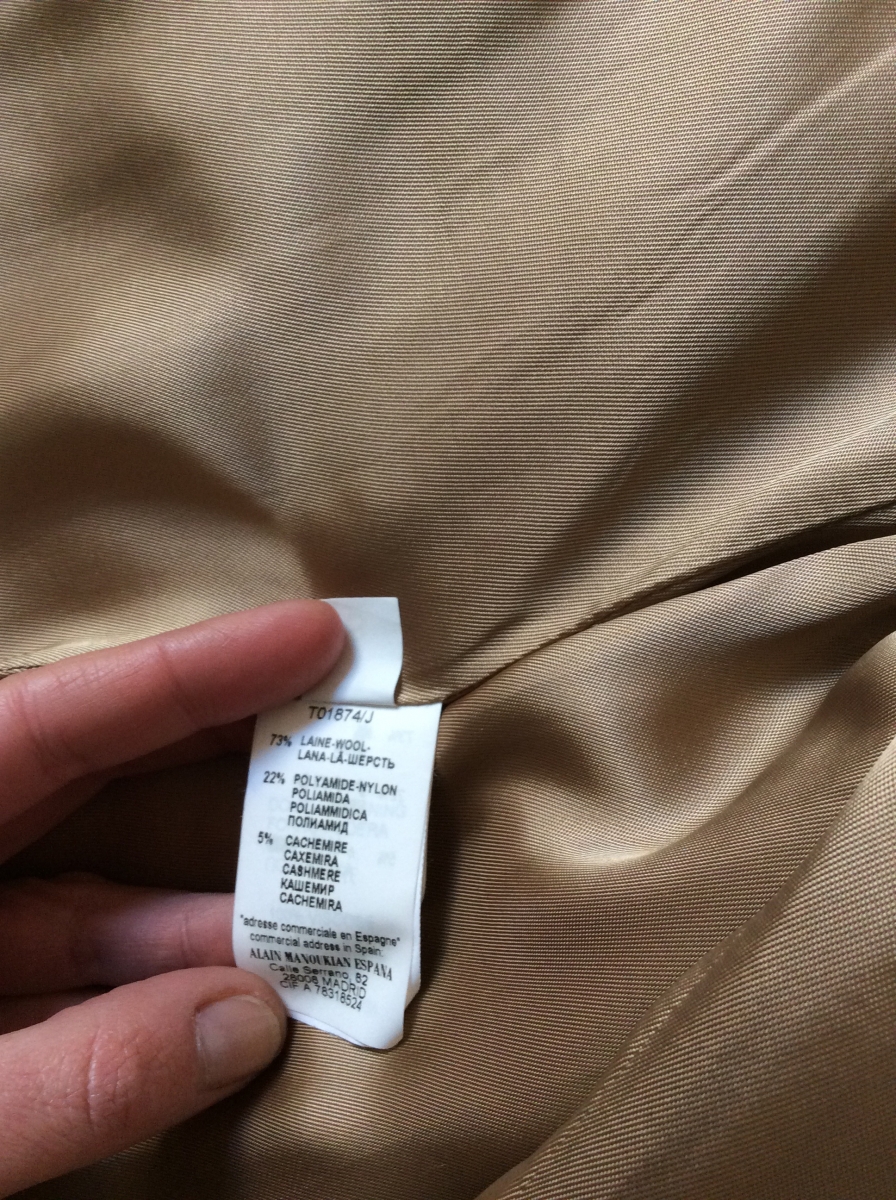 T01874/J
73% LAINE-WOOL-
LANA-LÃ-ШЕРСТЬ
22% POLYAMIDE-NYLON
POLIAMIDA
POLIAMMIDICA
ПОЛИАМИД
5% CACHEMIRE
CAXEMIRA
CASHMERE
КАШЕМИР
CACHEMIRA
"adresse commerciale en Espagne"
commercial address in Spain:
ALAIN MANOUKIAN ESPANA
Calle Serrano, 82
28006 MADRID
CIF A 78318524